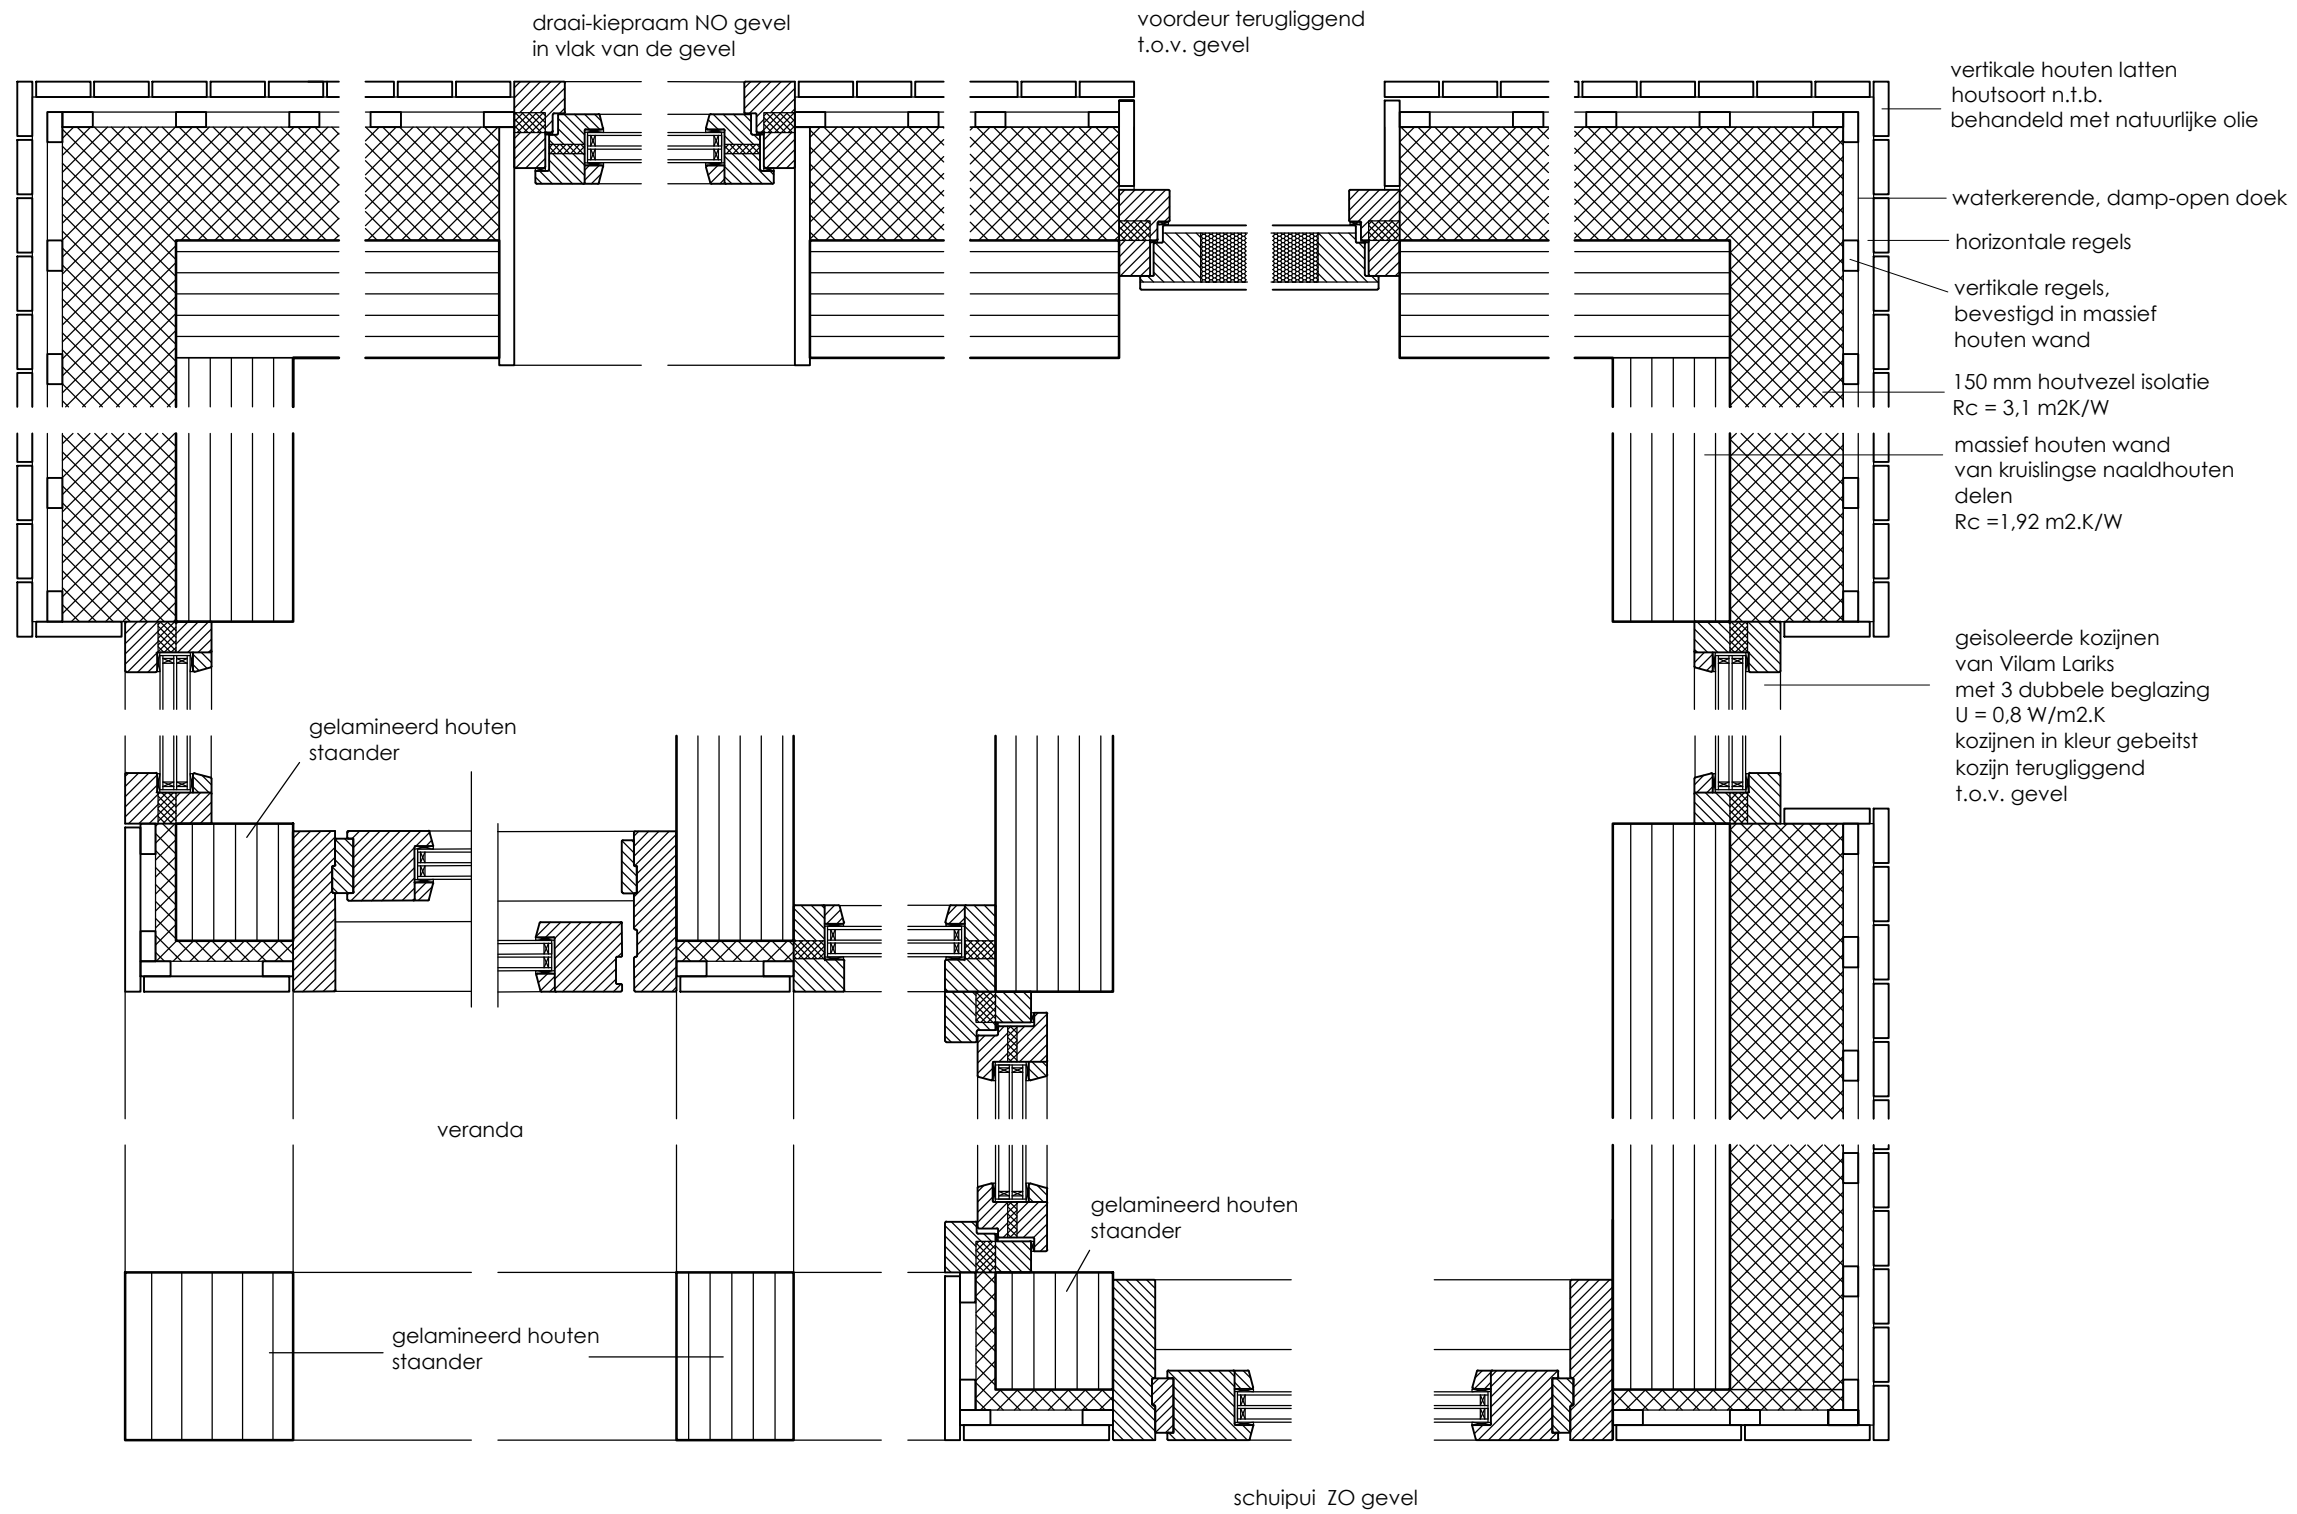 draai-kiepraam NO gevel
in vlak van de gevel
voordeur terugliggend
t.o.v. gevel
vertikale houten latten
houtsoort n.t.b.
behandeld met natuurlijke olie
waterkerende, damp-open doek
horizontale regels
vertikale regels,
bevestigd in massief
houten wand
150 mm houtvezel isolatie
Rc = 3,1 m2K/W
massief houten wand
van kruislingse naaldhouten
delen
Rc =1,92 m2.K/W
geisoleerde kozijnen
van Vilam Lariks
met 3 dubbele beglazing
U = 0,8 W/m2.K
kozijnen in kleur gebeitst
kozijn terugliggend
t.o.v. gevel
gelamineerd houten
staander
veranda
gelamineerd houten
staander
gelamineerd houten
staander
schuipui ZO gevel